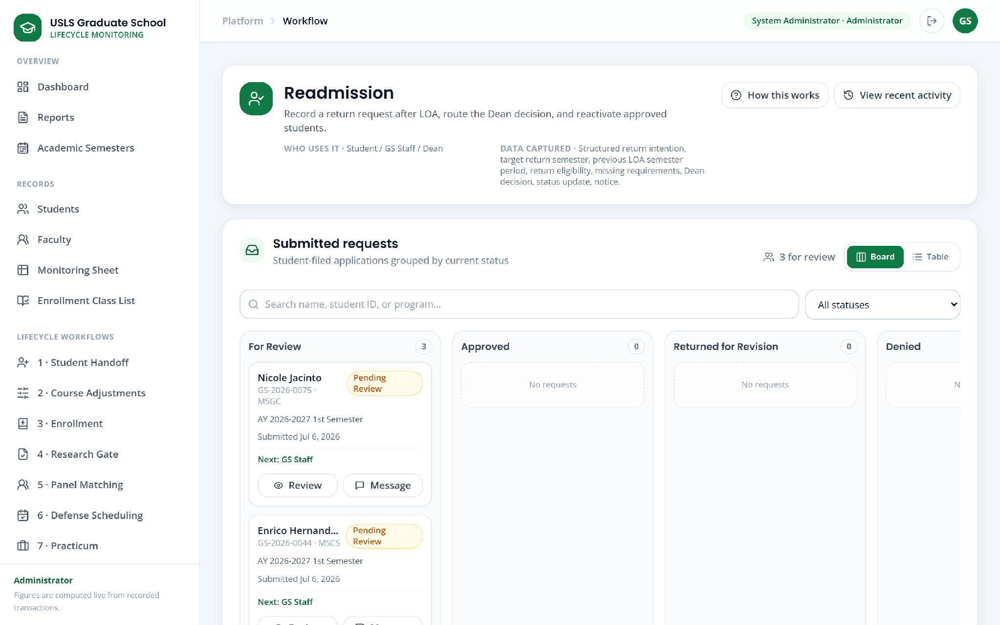 USLS Graduate School
LIFECYCLE MONITORING
OVERVIEW
Dashboard
Reports
Academic Semesters
RECORDS
Students
Faculty
Monitoring Sheet
Enrollment Class List
LIFECYCLE WORKFLOWS
1 · Student Handoff
2 · Course Adjustments
3 · Enrollment
4 · Research Gate
5 · Panel Matching
6 · Defense Scheduling
7 · Practicum
Administrator
Figures are computed live from recorded
transactions.
Platform > Workflow
System Administrator · Administrator
GS
Readmission
Record a return request after LOA, route the Dean decision, and reactivate approved
students.
WHO USES IT · Student / GS Staff / Dean
DATA CAPTURED · Structured return intention,
target return semester, previous LOA semester
period, return eligibility, missing requirements, Dean
decision, status update, notice.
How this works
View recent activity
Submitted requests
Student-filed applications grouped by current status
3 for review
Board
Table
Search name, student ID, or program...
All statuses
For Review 3
Nicole Jacinto
GS-2026-0075 ·
MSGC
Pending
Review
AY 2026-2027 1st Semester
Submitted Jul 6, 2026
Next: GS Staff
Review
Message
Enrico Hernand...
GS-2026-0044 · MSCS
Pending
Review
AY 2026-2027 1st Semester
Submitted Jul 6, 2026
Next: GS Staff
Approved 0
No requests
Returned for Revision 0
No requests
Denied
N